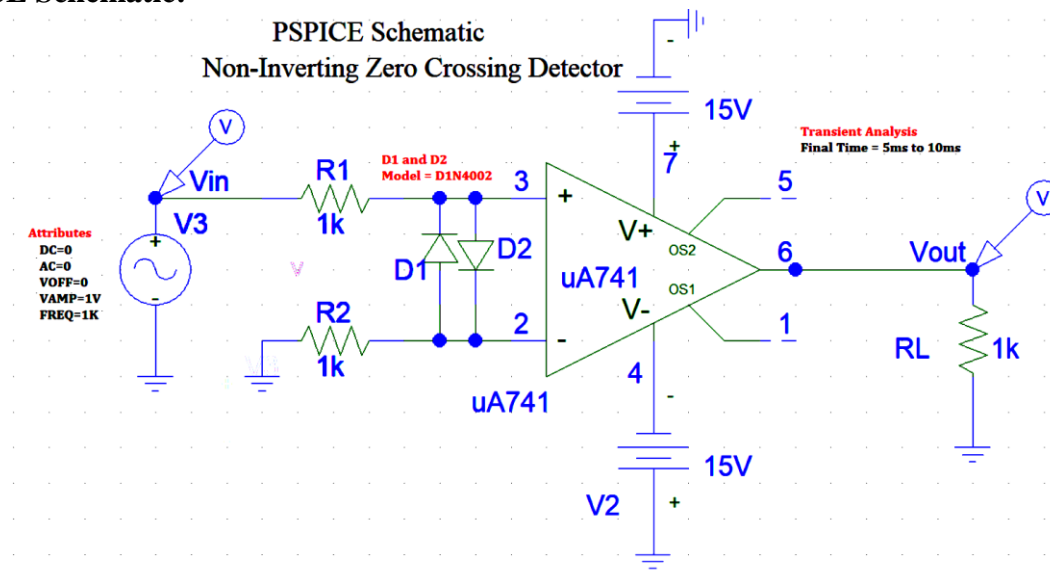 PSPICE Schematic
Non-Inverting Zero Crossing Detector
-
15V
+
7
Transient Analysis
Final Time = 5ms to 10ms
V
Vin
R1
1k
D1 and D2
Model = D1N4002
3
+
5
V
V3
Attributes
DC=0
AC=0
VOFF=0
VAMP=1V
FREQ=1K
+
-
D1
D2
V+
OS2
uA741
6
Vout
OS1
V-
R2
1k
2
-
1
4
RL
1k
uA741
-
15V
V2
+